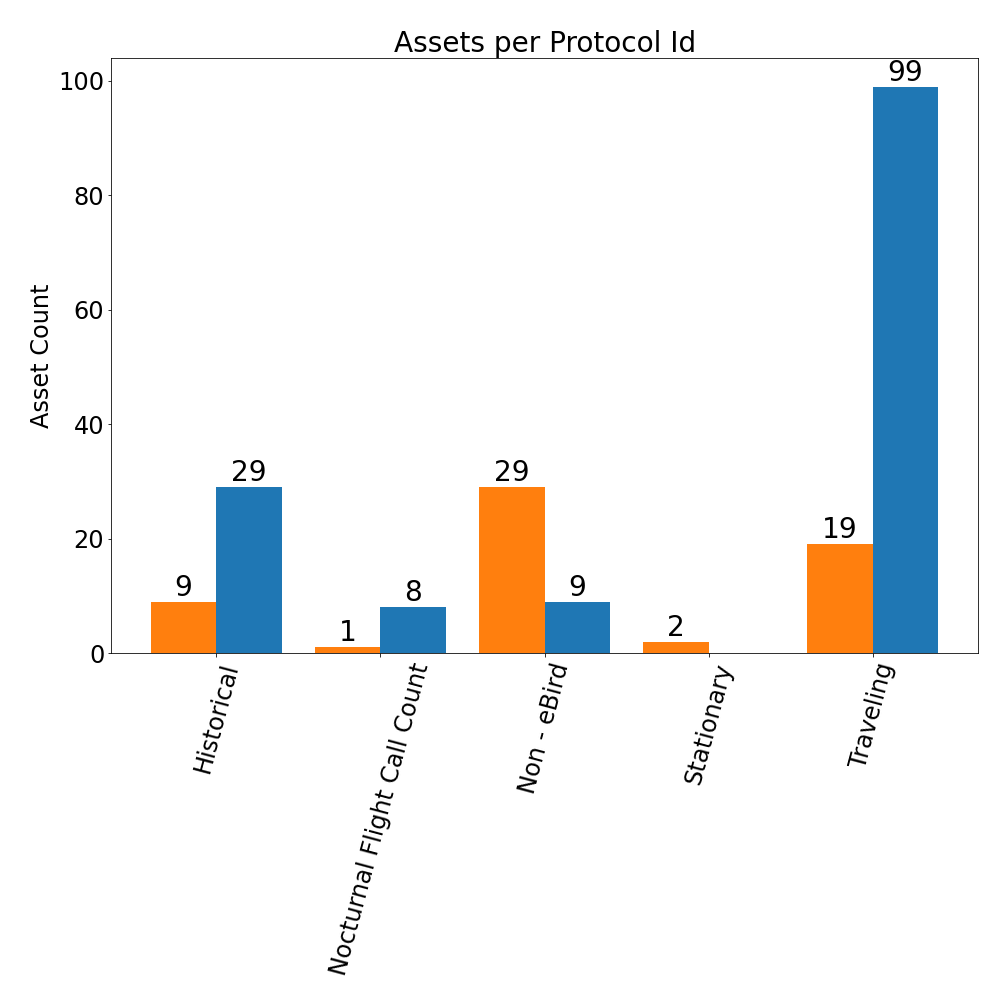 Assets per Protocol Id
Asset Count
100
80
60
40
20
0
9
29
1
8
29
9
2
19
99
Historical
Nocturnal Flight Call Count
Non - eBird
Stationary
Traveling